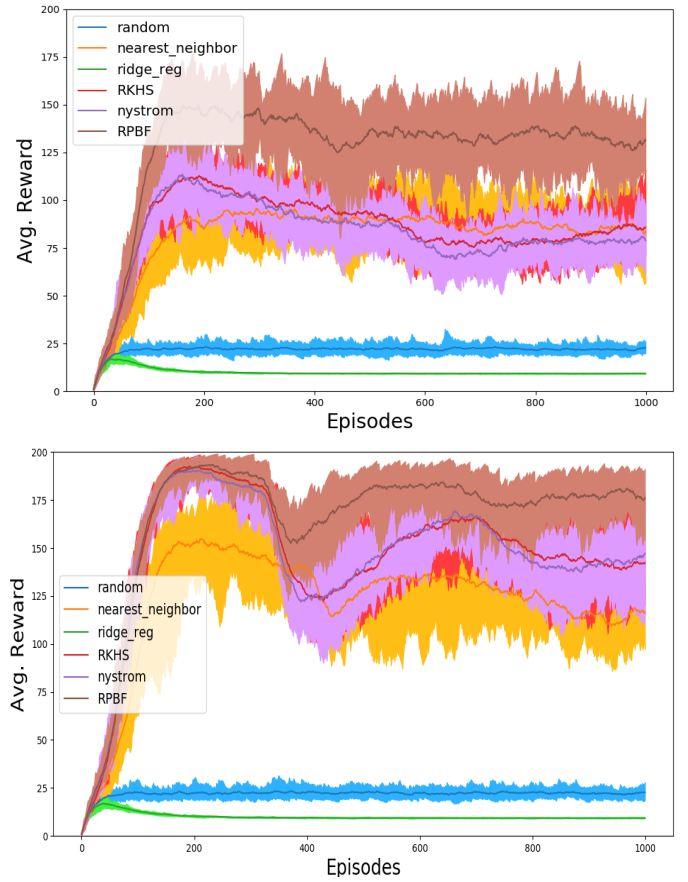 200
175
150
125
100
75
50
25
0
Avg. Reward
random
nearest_neighbor
ridge_reg
RKHS
nystrom
RPBF
0 200 400 600 800 1000
Episodes
200
175
150
125
100
75
50
25
0
Avg. Reward
random
nearest_neighbor
ridge_reg
RKHS
nystrom
RPBF
0 200 400 600 800 1000
Episodes